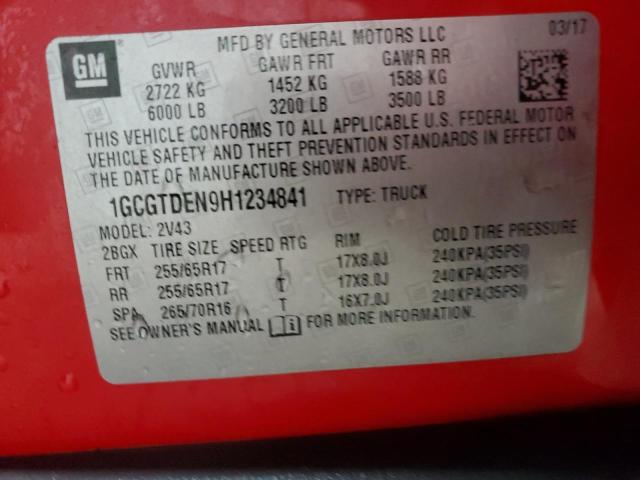 GM
MFD BY GENERAL MOTORS LLC
03/17
GVWR GAWR FRT GAWR RR
2722 KG 1452 KG 1588 KG
6000 LB 3200 LB 3500 LB
THIS VEHICLE CONFORMS TO ALL APPLICABLE U.S. FEDERAL MOTOR
VEHICLE SAFETY AND THEFT PREVENTION STANDARDS IN EFFECT ON
THE DATE OF MANUFACTURE SHOWN ABOVE.
1GCGTDEN9H1234841 TYPE: TRUCK
MODEL: 2V43
2BGX TIRE SIZE SPEED RTG RIM COLD TIRE PRESSURE
FRT 255/65R17 T 17X8.0J 240KPA(35PSI)
RR 255/65R17 T 17X8.0J 240KPA(35PSI)
SPA 265/70R16 T 16X7.0J 240KPA(35PSI)
SEE OWNER'S MANUAL i FOR MORE INFORMATION.